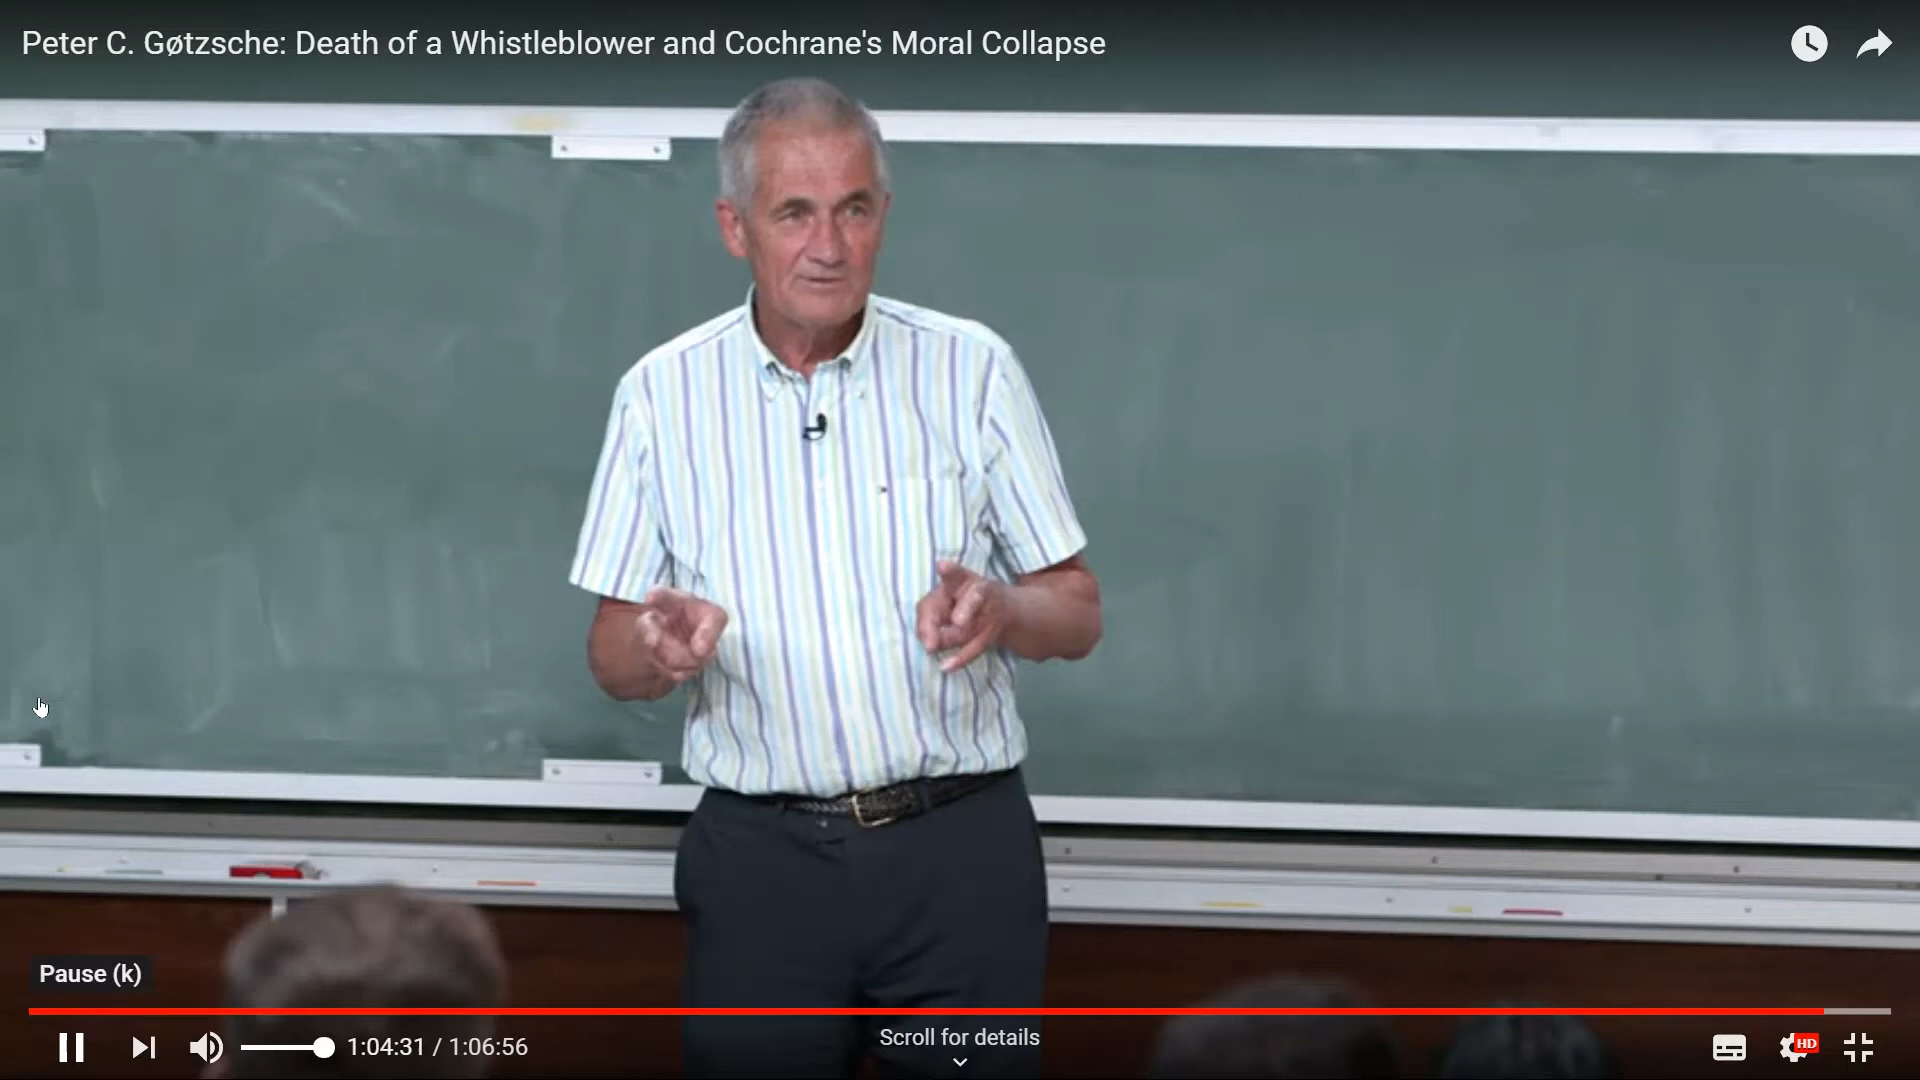 Peter C. Gøtzsche: Death of a Whistleblower and Cochrane's Moral Collapse
Pause (k)
1:04:31 / 1:06:56
Scroll for details
HD